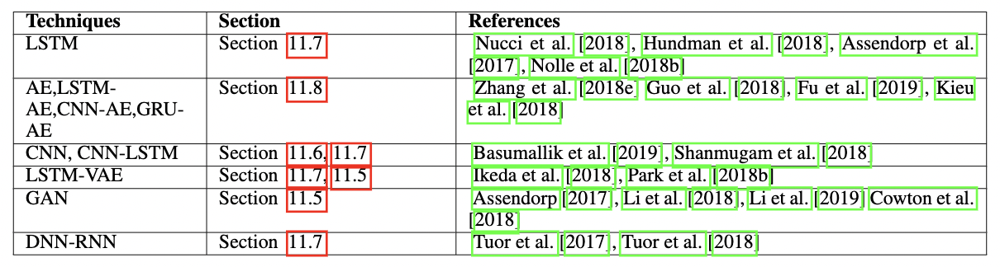 Techniques Section References
LSTM Section 11.7 Nucci et al. [2018], Hundman et al. [2018], Assendorp et al.
[2017], Nolle et al. [2018b]
AE,LSTM- Section 11.8 Zhang et al. [2018e] Guo et al. [2018], Fu et al. [2019], Kieu
AE,CNN-AE,GRU- et al. [2018]
AE
CNN, CNN-LSTM Section 11.6, 11.7 Basumallik et al. [2019], Shanmugam et al. [2018]
LSTM-VAE Section 11.7, 11.5 Ikeda et al. [2018], Park et al. [2018b]
GAN Section 11.5 Assendorp [2017], Li et al. [2018], Li et al. [2019] Cowton et al.
[2018]
DNN-RNN Section 11.7 Tuor et al. [2017], Tuor et al. [2018]